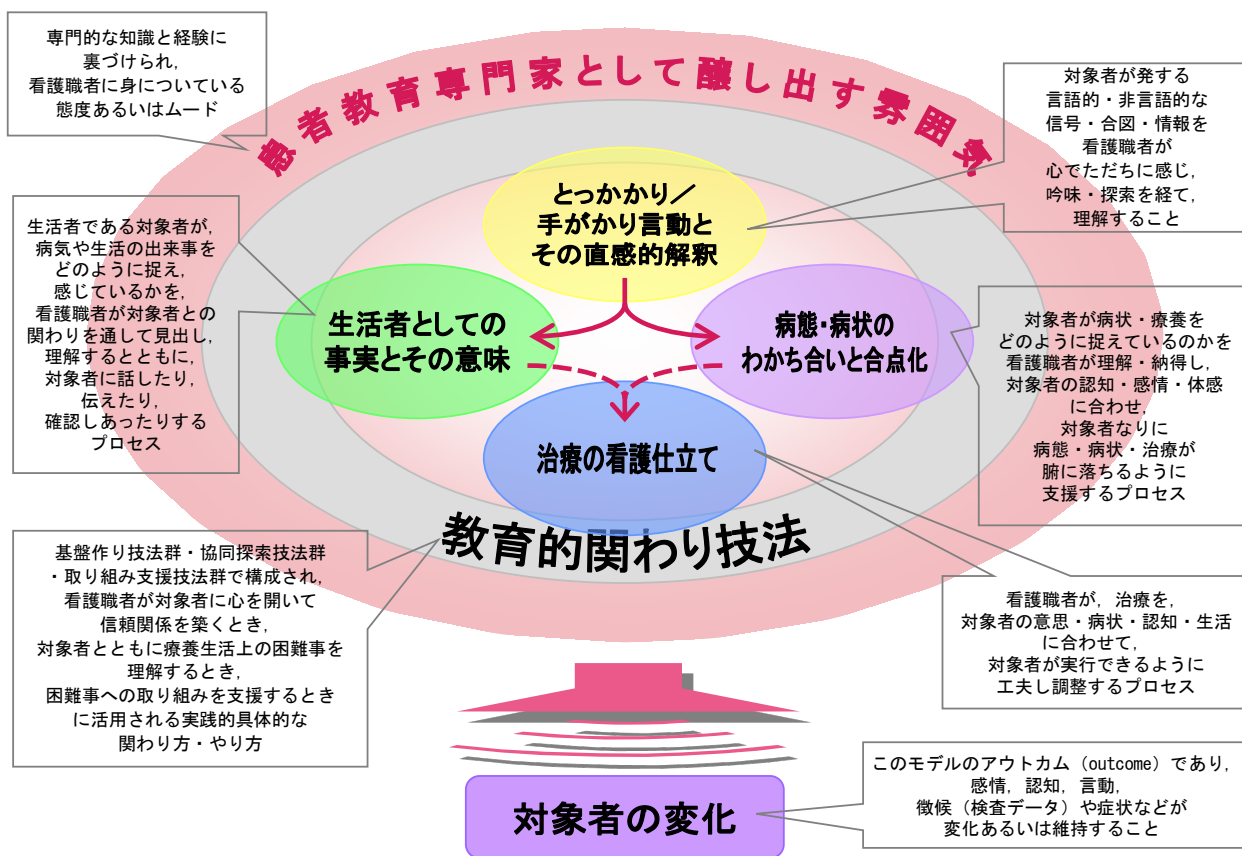 専門的な知識と経験に
裏づけられ,
看護職者に身についている
態度あるいはムード
患者教育専門家として醸し出す雰囲気
対象者が発する
言語的・非言語的な
信号・合図・情報を
看護職者が
心でただちに感じ,
吟味・探索を経て,
理解すること
とっかかり／
手がかり言動と
その直感的解釈
生活者である対象者が,
病気や生活の出来事を
どのように捉え,
感じているかを,
看護職者が対象者との
関わりを通して見出し,
理解するとともに,
対象者に話したり,
伝えたり,
確認しあったりする
プロセス
生活者としての
事実とその意味
病態・病状の
わかち合いと合点化
対象者が病状・療養を
どのように捉えているのかを
看護職者が理解・納得し,
対象者の認知・感情・体感
に合わせ,
対象者なりに
病態・病状・治療が
腑に落ちるように
支援するプロセス
治療の看護仕立て
教育的関わり技法
基盤作り技法群・協同探索技法群
・取り組み支援技法群で構成され,
看護職者が対象者に心を開いて
信頼関係を築くとき,
対象者とともに療養生活上の困難事を
理解するとき,
困難事への取り組みを支援するとき
に活用される実践的具体的な
関わり方・やり方
看護職者が, 治療を,
対象者の意思・病状・認知・生活
に合わせて,
対象者が実行できるように
工夫し調整するプロセス
対象者の変化
このモデルのアウトカム（outcome）であり,
感情, 認知, 言動,
徴候（検査データ）や症状などが
変化あるいは維持すること